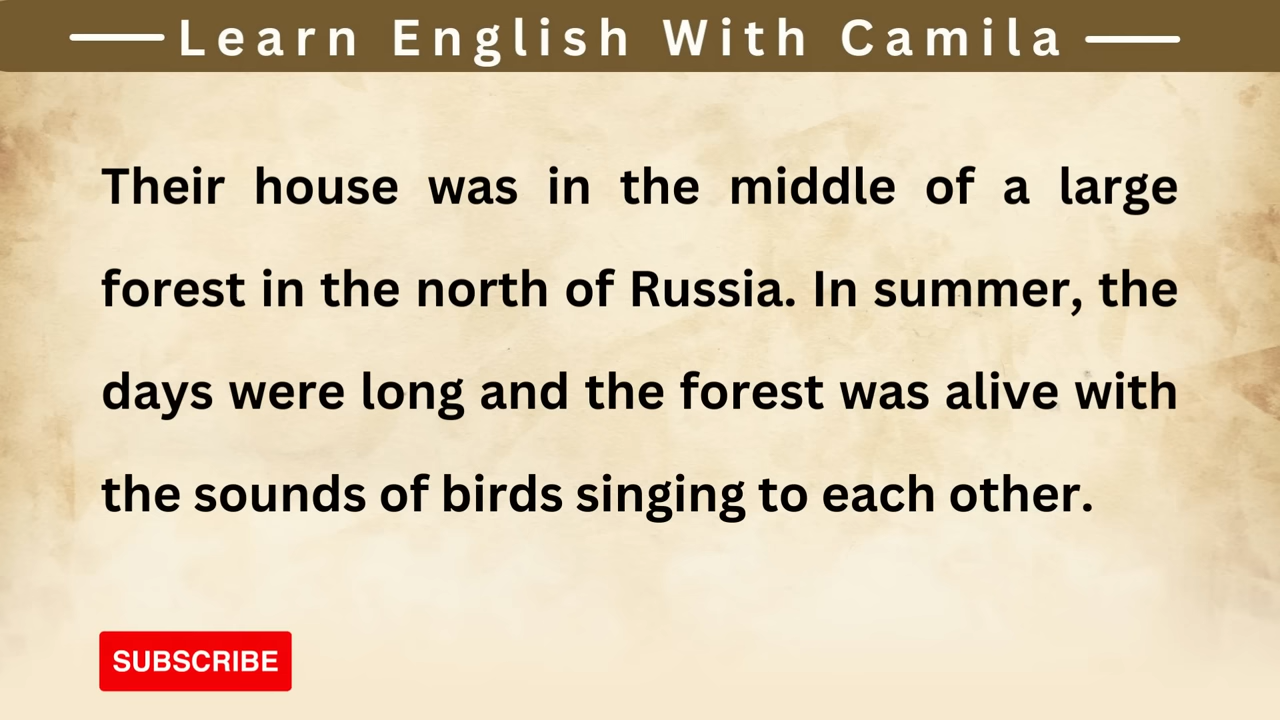 Learn English With Camila
Their house was in the middle of a large
forest in the north of Russia. In summer, the
days were long and the forest was alive with
the sounds of birds singing to each other.
SUBSCRIBE